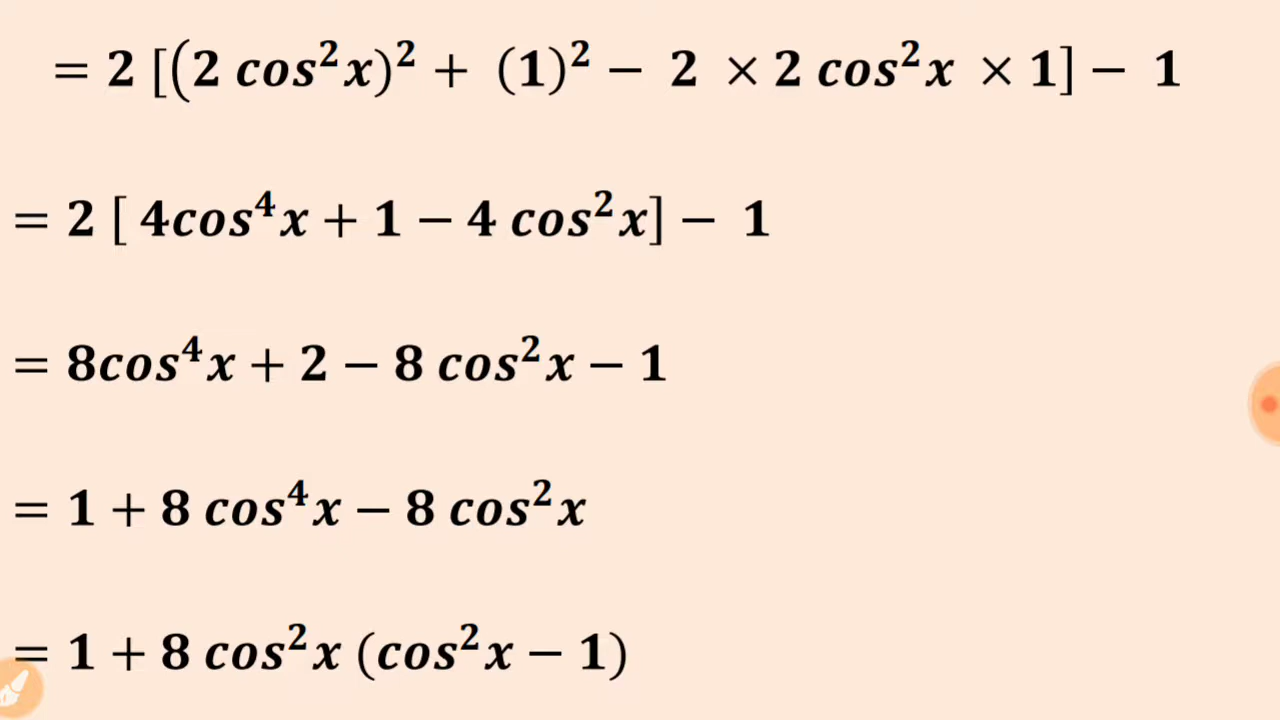 = 2 [(2 cos²x)² + (1)² − 2 × 2 cos²x × 1] − 1
= 2 [ 4cos⁴x + 1 − 4 cos²x] − 1
= 8cos⁴x + 2 − 8 cos²x − 1
= 1 + 8 cos⁴x − 8 cos²x
= 1 + 8 cos²x (cos²x − 1)